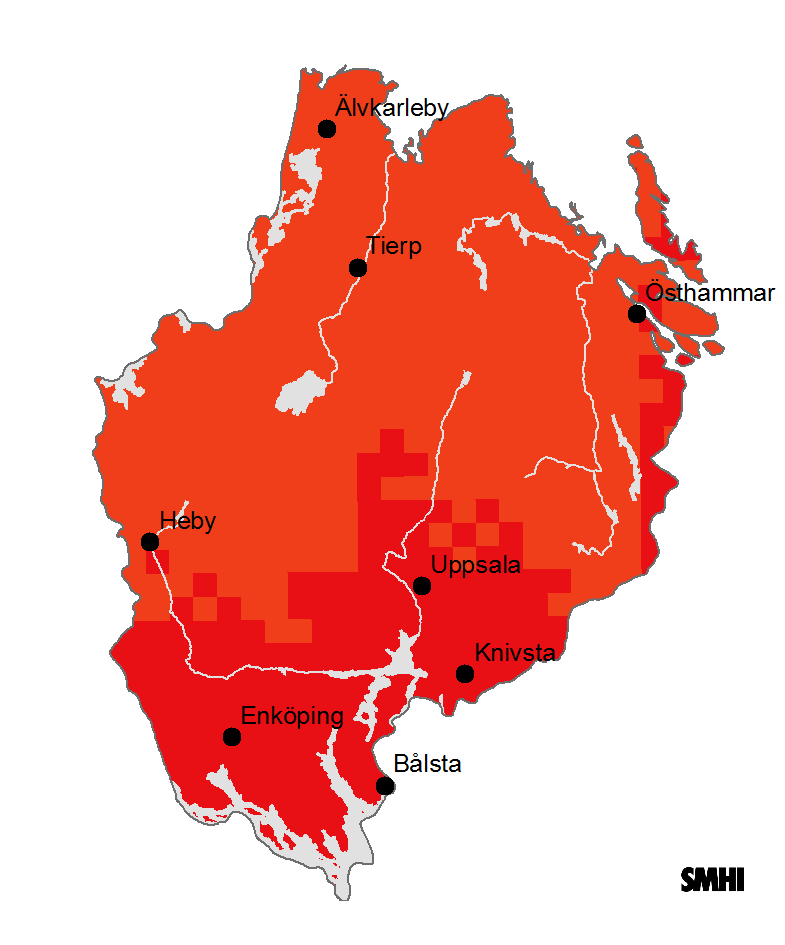 Älvkarleby
Tierp
Östhammar
Heby
Uppsala
Knivsta
Enköping
Bålsta
SMHI